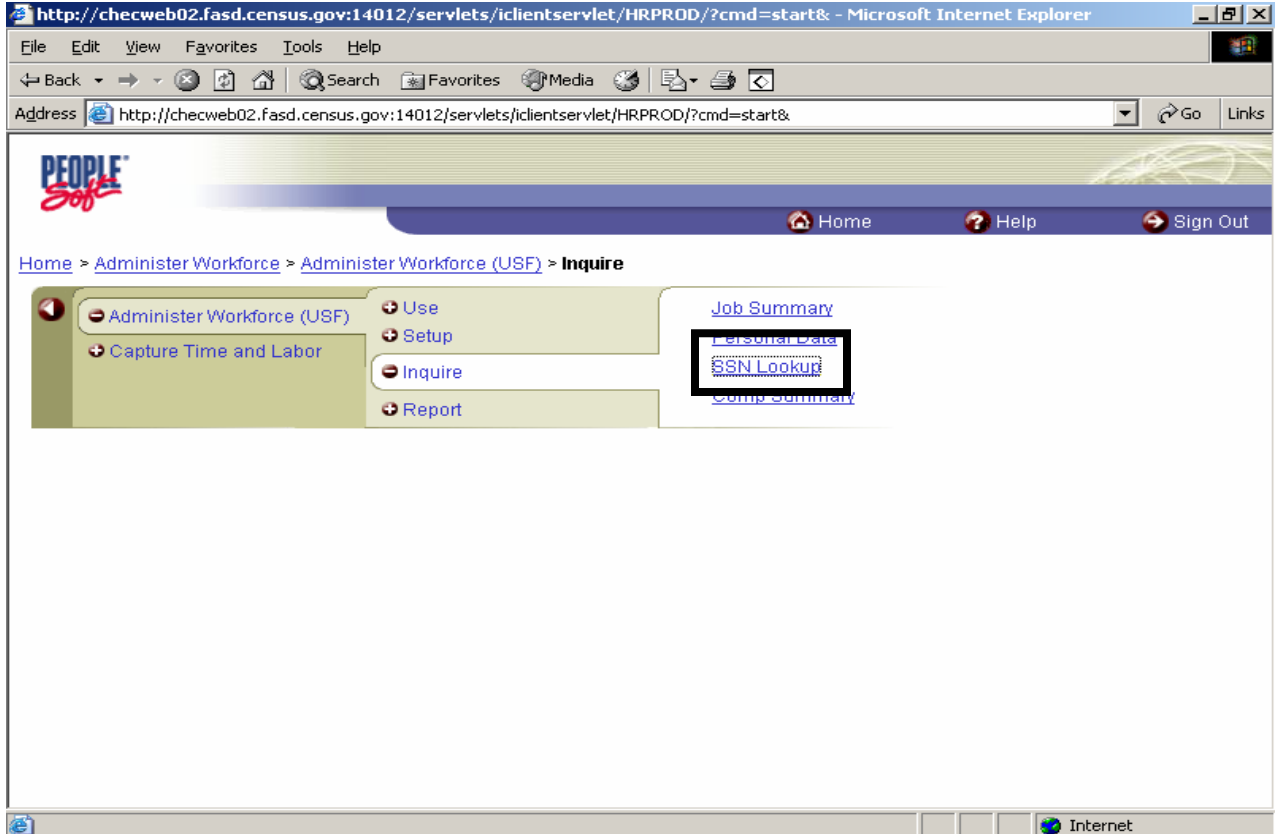 http://checweb02.fasd.census.gov:14012/servlets/iclientservlet/HRPROD/?cmd=start& - Microsoft Internet Explorer
File Edit View Favorites Tools Help
Back Search Favorites Media
Address http://checweb02.fasd.census.gov:14012/servlets/iclientservlet/HRPROD/?cmd=start& Go Links
PEOPLE
Soft
Home Help Sign Out
Home > Administer Workforce > Administer Workforce (USF) > Inquire
Administer Workforce (USF) Use Job Summary
Setup Personal Data
Capture Time and Labor
Inquire SSN Lookup
Report Comp Summary
Internet